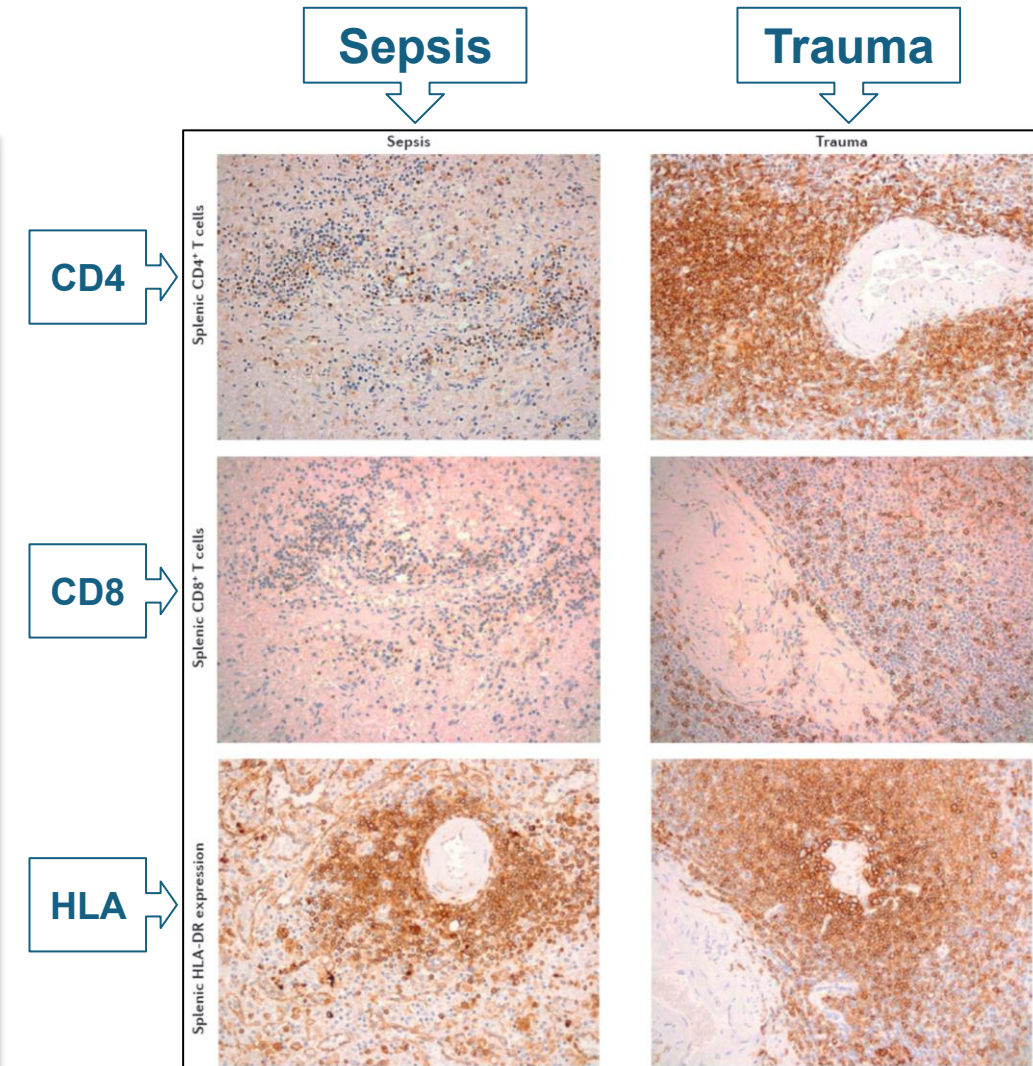 Sepsis
Trauma
Sepsis
Trauma
CD4
Splenic CD4⁺ T cells
CD8
Splenic CD8⁺ T cells
HLA
Splenic HLA-DR expression